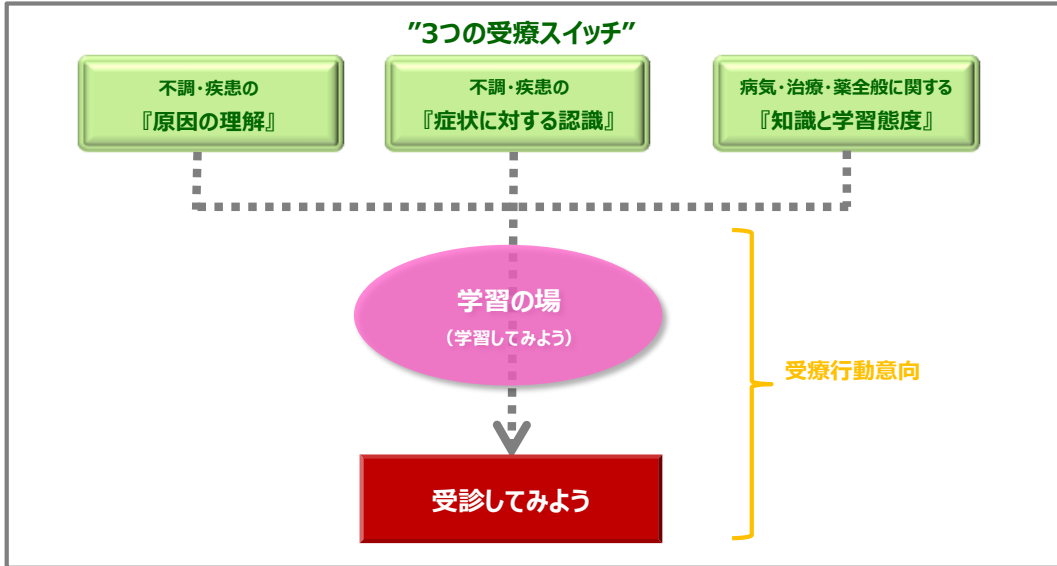 ”3つの受療スイッチ”
不調・疾患の
『原因の理解』
不調・疾患の
『症状に対する認識』
病気・治療・薬全般に関する
『知識と学習態度』
学習の場
（学習してみよう）
受療行動意向
受診してみよう